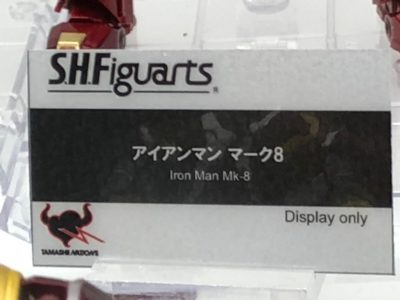 S.H.Figuarts
アイアンマン マーク8
Iron Man Mk-8
Display only
TAMASHII NATIONS